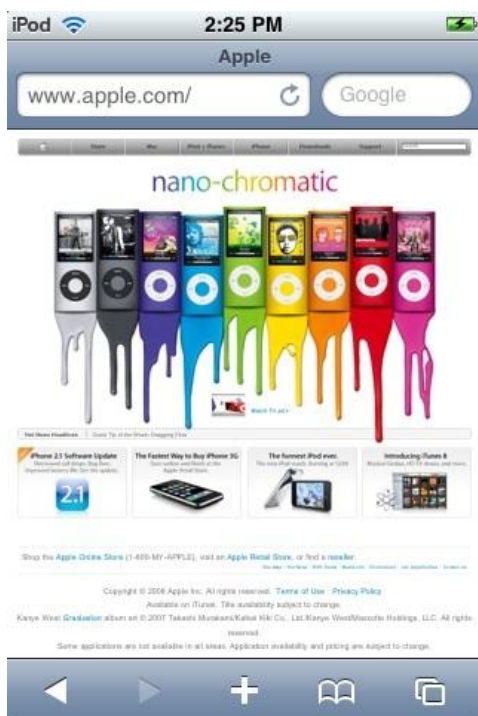 iPod 2:25 PM
Apple
www.apple.com/ Google
Store Mac iPod + iTunes iPhone Downloads Support
nano-chromatic
Watch TV ads
Hot News Headlines
iPhone 2.1 Software Update The Fastest Way to Buy iPhone 3G The funnest iPod ever. Introducing iTunes 8
2.1
Shop the Apple Online Store (1-800-MY-APPLE), visit an Apple Retail Store, or find a reseller.
Copyright © 2008 Apple Inc. All rights reserved. Terms of Use Privacy Policy
Available on iTunes. Title availability subject to change.
Kanye West Graduation album art © 2007 Takashi Murakami/Kaikai Kiki Co., Ltd./Kanye West/Mascotte Holdings, LLC. All rights
reserved.
Some applications are not available in all areas. Application availability and pricing are subject to change.